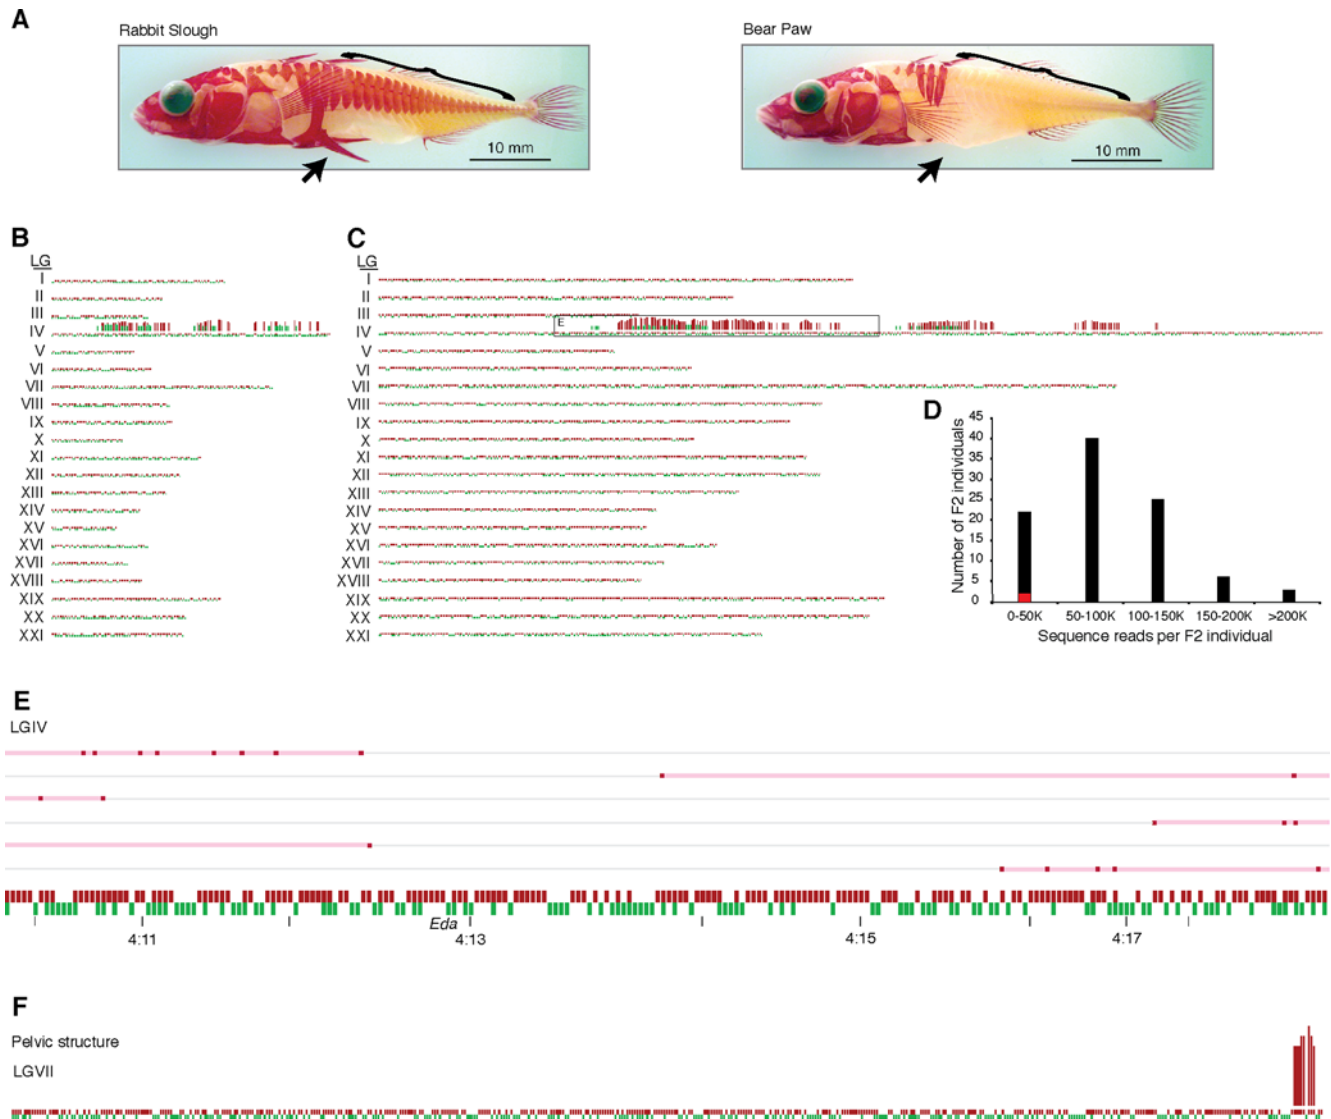 A
Rabbit Slough
Bear Paw
10 mm
10 mm
B
C
LG
I
II
III
IV
V
VI
VII
VIII
IX
X
XI
XII
XIII
XIV
XV
XVI
XVII
XVIII
XIX
XX
XXI
LG
I
II
III
E
IV
V
VI
VII
VIII
IX
X
XI
XII
XIII
XIV
XV
XVI
XVII
XVIII
XIX
XX
XXI
D
Number of F2 individuals
45
40
35
30
25
20
15
10
5
0
0-50K 50-100K 100-150K 150-200K >200K
Sequence reads per F2 individual
E
LGIV
Eda
4:11 4:13 4:15 4:17
F
Pelvic structure
LGVII